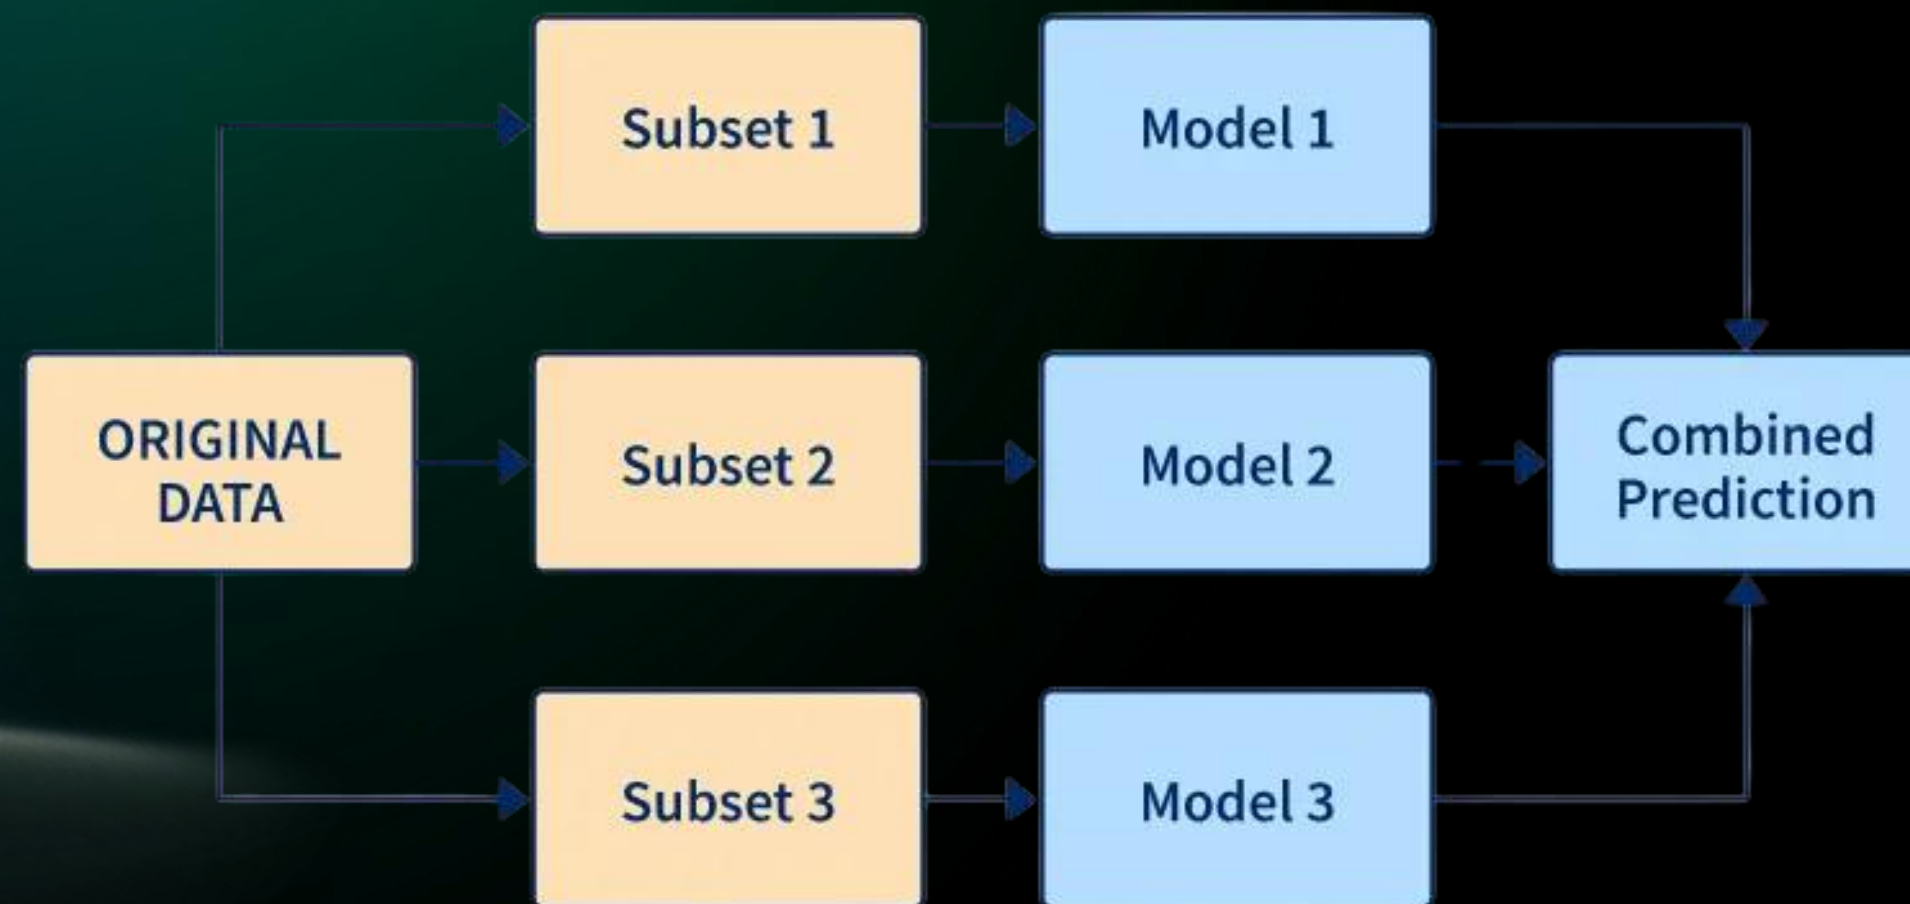 Subset 1
Model 1
ORIGINAL
DATA
Subset 2
Model 2
Combined
Prediction
Subset 3
Model 3